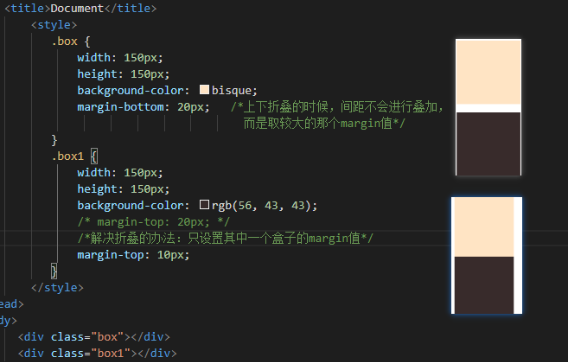 <title>Document</title>
<style>
.box {
width: 150px;
height: 150px;
background-color: bisque;
margin-bottom: 20px; /*上下折叠的时候，间距不会进行叠加，
而是取较大的那个margin值*/
}
.box1 {
width: 150px;
height: 150px;
background-color: rgb(56, 43, 43);
/* margin-top: 20px; */
/*解决折叠的办法：只设置其中一个盒子的margin值*/
margin-top: 10px;
}
</style>
ead>
dy>
<div class="box"></div>
<div class="box1"></div>